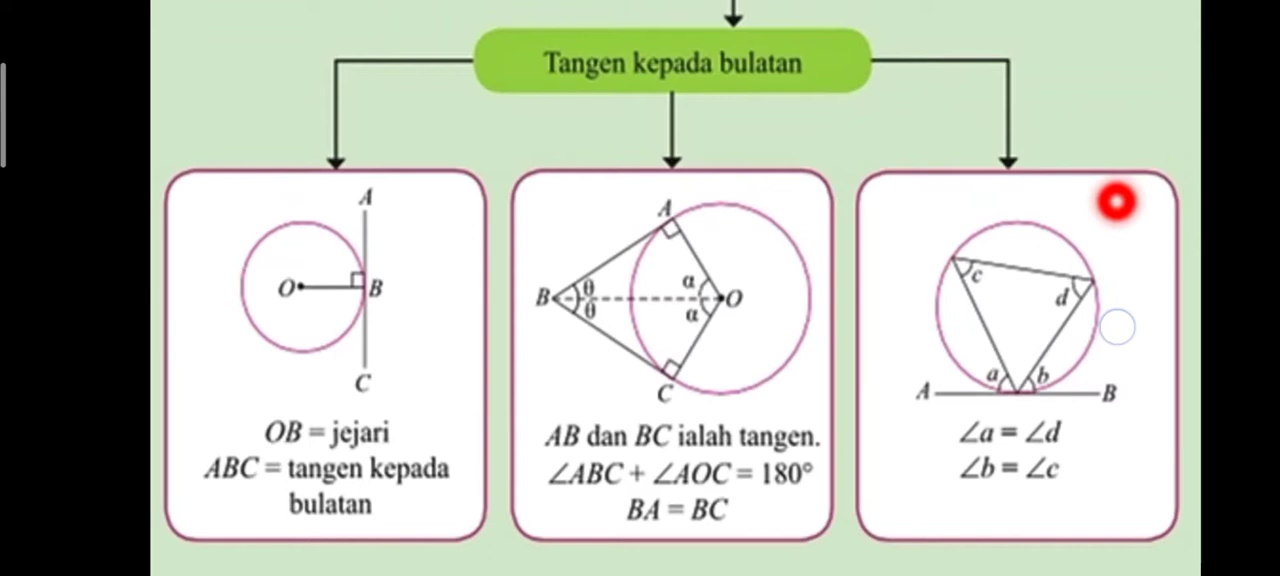 Tangen kepada bulatan
A
O
B
C
OB = jejari
ABC = tangen kepada
bulatan
A
B
θ
θ
α
α
O
C
AB dan BC ialah tangen.
∠ABC + ∠AOC = 180°
BA = BC
c
d
a
b
A
B
∠a = ∠d
∠b = ∠c